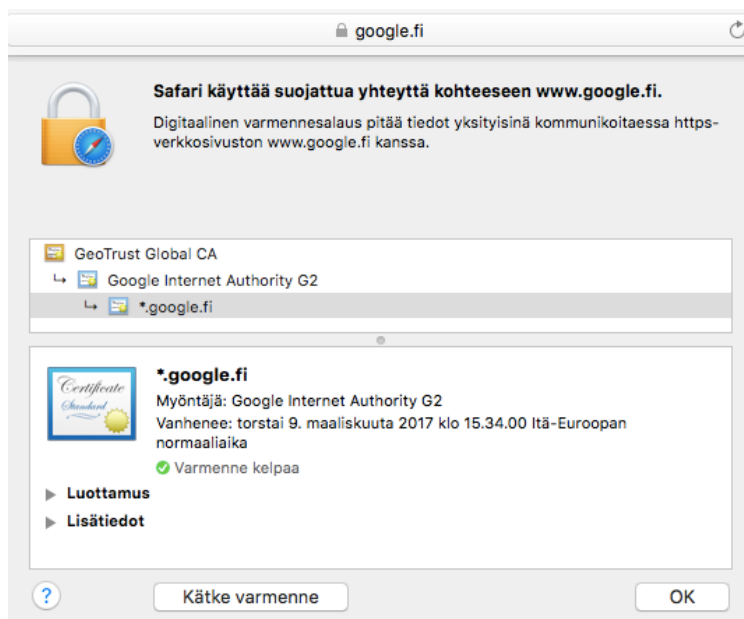 google.fi
Safari käyttää suojattua yhteyttä kohteeseen www.google.fi.
Digitaalinen varmennesalaus pitää tiedot yksityisinä kommunikoitaessa https-
verkkosivuston www.google.fi kanssa.
GeoTrust Global CA
↳ Google Internet Authority G2
↳ *.google.fi
Certificate
Standard
*.google.fi
Myöntäjä: Google Internet Authority G2
Vanhenee: torstai 9. maaliskuuta 2017 klo 15.34.00 Itä-Euroopan
normaaliaika
Varmenne kelpaa
Luottamus
Lisätiedot
?
Kätke varmenne
OK